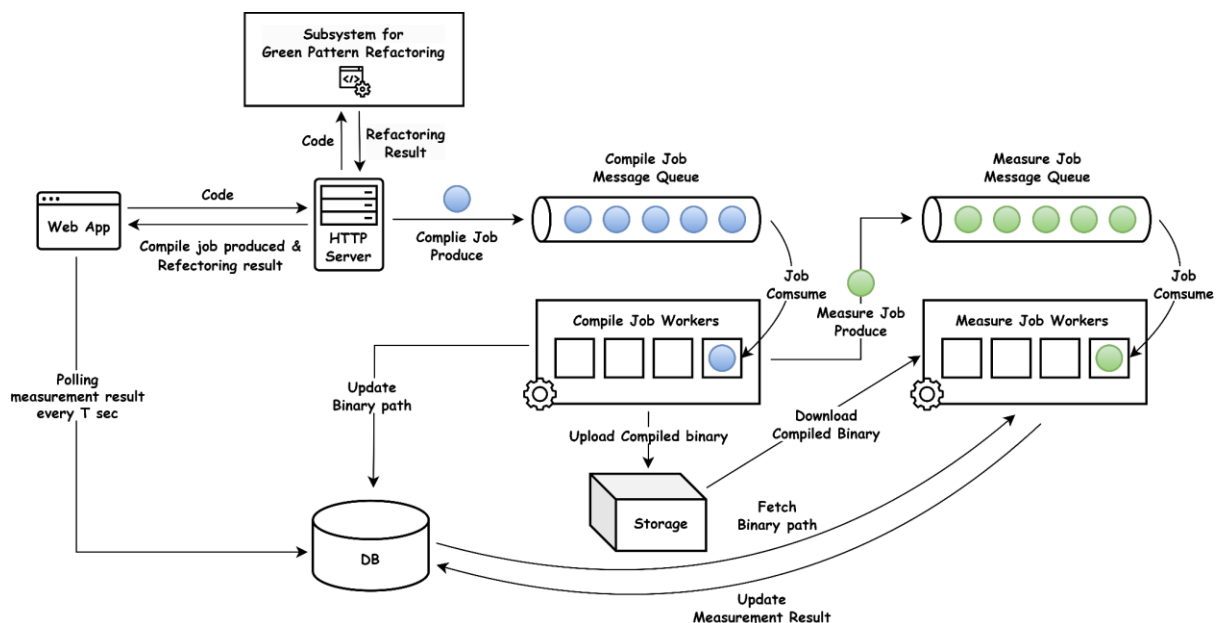 Subsystem for
Green Pattern Refactoring
</>
Code
Refactoring
Result
Compile Job
Message Queue
Measure Job
Message Queue
Web App
Code
Compile job produced &
Refectoring result
HTTP
Server
Complie Job
Produce
Job
Comsume
Measure Job
Produce
Job
Comsume
Compile Job Workers
Measure Job Workers
Polling
measurement result
every T sec
Update
Binary path
Upload Compiled binary
Download
Compiled Binary
Storage
Fetch
Binary path
DB
Update
Measurement Result